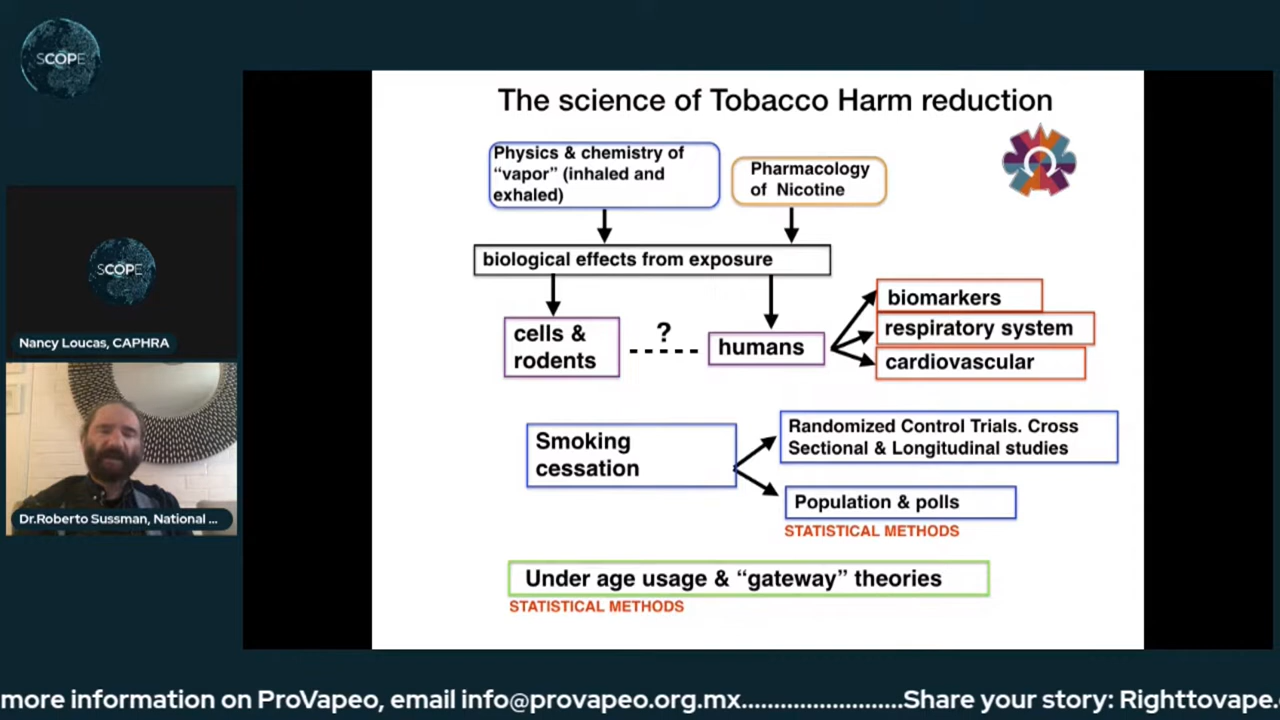 SCOPE
The science of Tobacco Harm reduction
Physics & chemistry of
“vapor” (inhaled and
exhaled)
Pharmacology
of Nicotine
biological effects from exposure
cells &
rodents
?
humans
biomarkers
respiratory system
cardiovascular
Smoking
cessation
Randomized Control Trials. Cross
Sectional & Longitudinal studies
Population & polls
STATISTICAL METHODS
Under age usage & “gateway” theories
STATISTICAL METHODS
SCOPE
Nancy Loucas, CAPHRA
Dr.Roberto Sussman, National ...
more information on ProVapeo, email info@provapeo.org.mx........................Share your story: Righttovape.